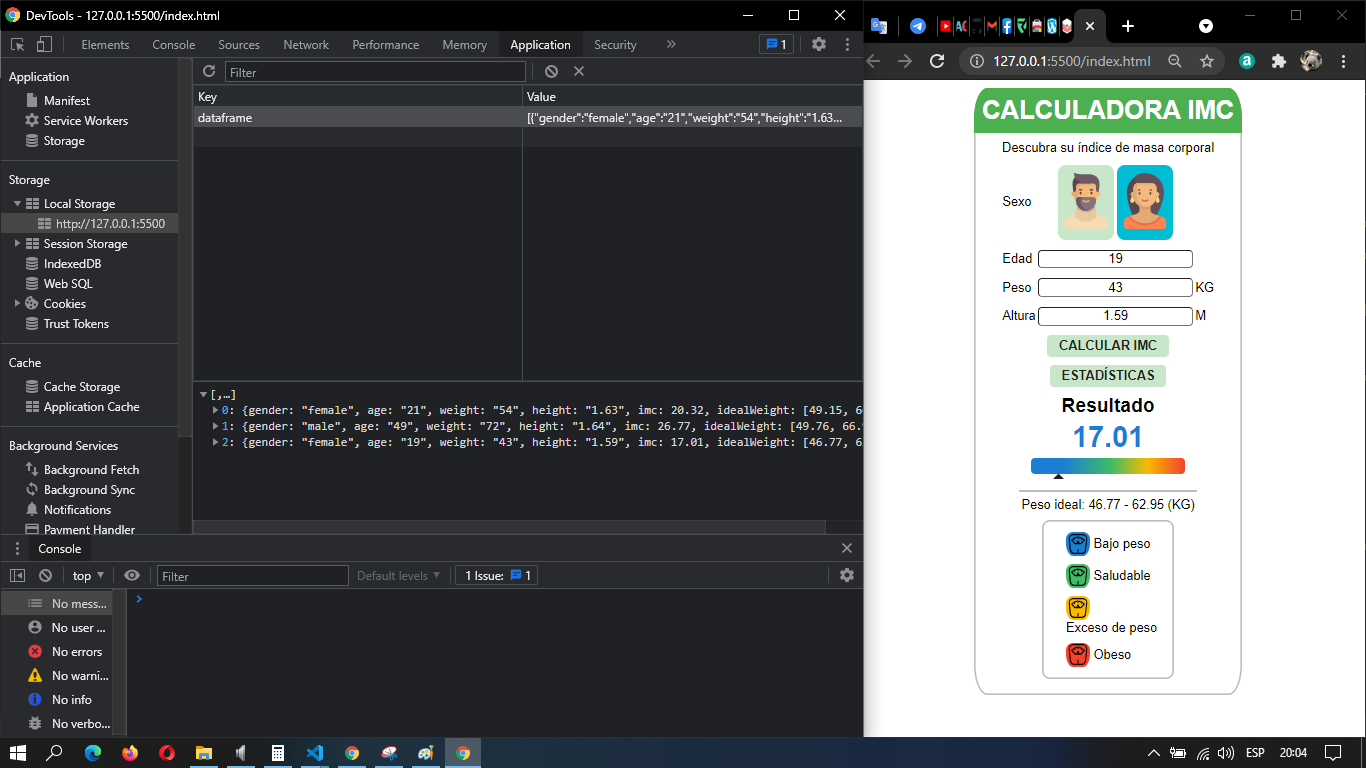 DevTools - 127.0.0.1:5500/index.html
Elements Console Sources Network Performance Memory Application Security » 1
Application
Manifest
Service Workers
Storage
Storage
Local Storage
http://127.0.0.1:5500
Session Storage
IndexedDB
Web SQL
Cookies
Trust Tokens
Cache
Cache Storage
Application Cache
Background Services
Background Fetch
Background Sync
Notifications
Payment Handler
Filter
Key Value
dataframe [{"gender":"female","age":"21","weight":"54","height":"1.63...
[,…]
0: {gender: "female", age: "21", weight: "54", height: "1.63", imc: 20.32, idealWeight: [49.15, 6
1: {gender: "male", age: "49", weight: "72", height: "1.64", imc: 26.77, idealWeight: [49.76, 66.9
2: {gender: "female", age: "19", weight: "43", height: "1.59", imc: 17.01, idealWeight: [46.77, 6
Console
top Filter Default levels 1 Issue: 1
No mess...
No user ...
No errors
No warni...
No info
No verbo...
127.0.0.1:5500/index.html
a
CALCULADORA IMC
Descubra su índice de masa corporal
Sexo
Edad 19
Peso 43 KG
Altura 1.59 M
CALCULAR IMC
ESTADÍSTICAS
Resultado
17.01
Peso ideal: 46.77 - 62.95 (KG)
Bajo peso
Saludable
Exceso de peso
Obeso
ESP 20:04